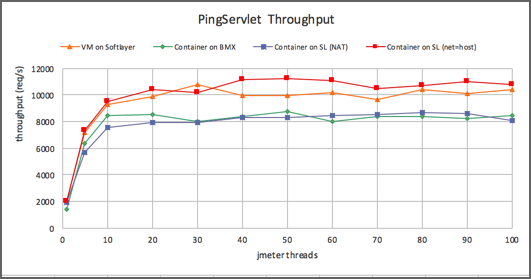 PingServlet Throughput
VM on Softlayer
Container on BMX
Container on SL (NAT)
Container on SL (net=host)
throughput (req/s)
12000
10000
8000
6000
4000
2000
0
0 10 20 30 40 50 60 70 80 90 100
jmeter threads